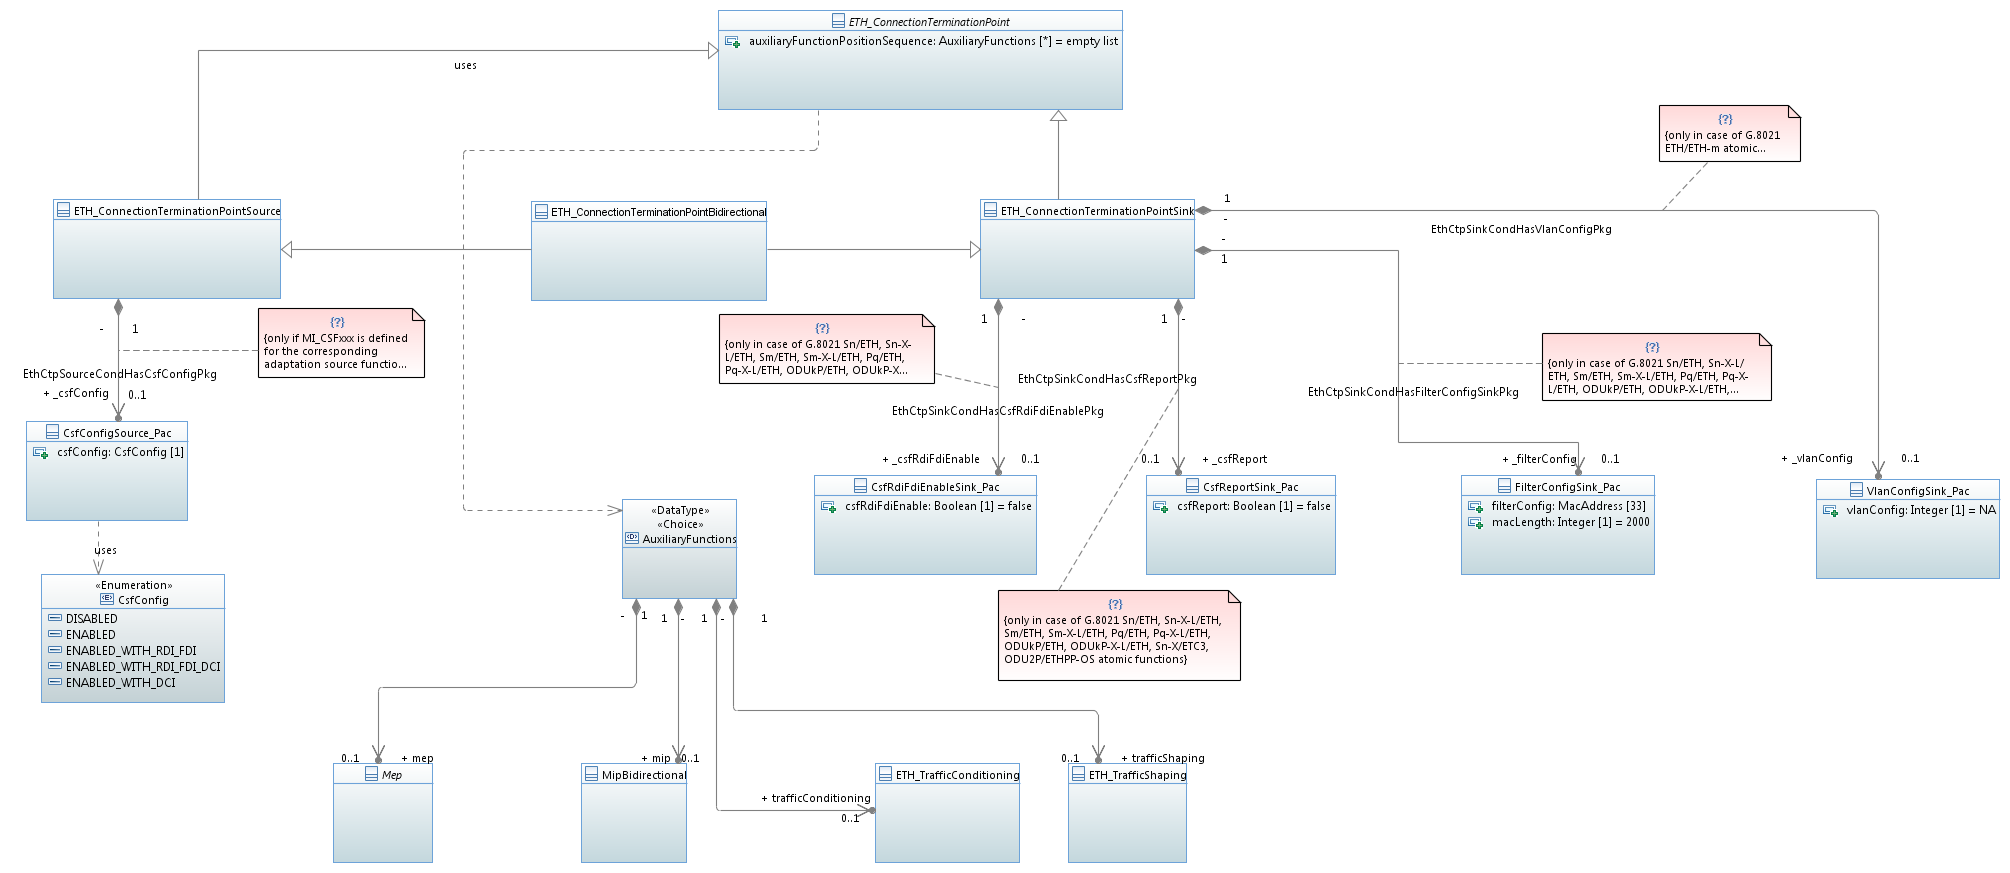 ETH_ConnectionTerminationPoint
auxiliaryFunctionPositionSequence: AuxiliaryFunctions [*] = empty list
uses
{?}
{only in case of G.8021
ETH/ETH-m atomic...
ETH_ConnectionTerminationPointSource
ETH_ConnectionTerminationPointBidirectional
ETH_ConnectionTerminationPointSink
1
-
EthCtpSinkCondHasVlanConfigPkg
-
1
-
1
{?}
{only if MI_CSFxxx is defined
for the corresponding
adaptation source functio...
EthCtpSourceCondHasCsfConfigPkg
+ _csfConfig
0..1
{?}
{only in case of G.8021 Sn/ETH, Sn-X-
L/ETH, Sm/ETH, Sm-X-L/ETH, Pq/ETH,
Pq-X-L/ETH, ODUkP/ETH, ODUkP-X...
1
-
1
-
EthCtpSinkCondHasCsfReportPkg
EthCtpSinkCondHasCsfRdiFdiEnablePkg
{?}
{only in case of G.8021 Sn/ETH, Sn-X-L/
ETH, Sm/ETH, Sm-X-L/ETH, Pq/ETH, Pq-X-
L/ETH, ODUkP/ETH, ODUkP-X-L/ETH,...
EthCtpSinkCondHasFilterConfigSinkPkg
CsfConfigSource_Pac
csfConfig: CsfConfig [1]
+ _csfRdiFdiEnable
0..1
0..1
+ _csfReport
+ _filterConfig
0..1
+ _vlanConfig
0..1
CsfRdiFdiEnableSink_Pac
csfRdiFdiEnable: Boolean [1] = false
CsfReportSink_Pac
csfReport: Boolean [1] = false
FilterConfigSink_Pac
filterConfig: MacAddress [33]
macLength: Integer [1] = 2000
VlanConfigSink_Pac
vlanConfig: Integer [1] = NA
uses
«DataType»
«Choice»
AuxiliaryFunctions
«Enumeration»
CsfConfig
DISABLED
ENABLED
ENABLED_WITH_RDI_FDI
ENABLED_WITH_RDI_FDI_DCI
ENABLED_WITH_DCI
{?}
{only in case of G.8021 Sn/ETH, Sn-X-L/ETH,
Sm/ETH, Sm-X-L/ETH, Pq/ETH, Pq-X-L/ETH,
ODUkP/ETH, ODUkP-X-L/ETH, Sn-X/ETC3,
ODU2P/ETHPP-OS atomic functions}
-
1
1
-
1
-
1
0..1
+ mep
+ mip
0..1
0..1
+ trafficShaping
Mep
MipBidirectional
ETH_TrafficConditioning
ETH_TrafficShaping
+ trafficConditioning
0..1